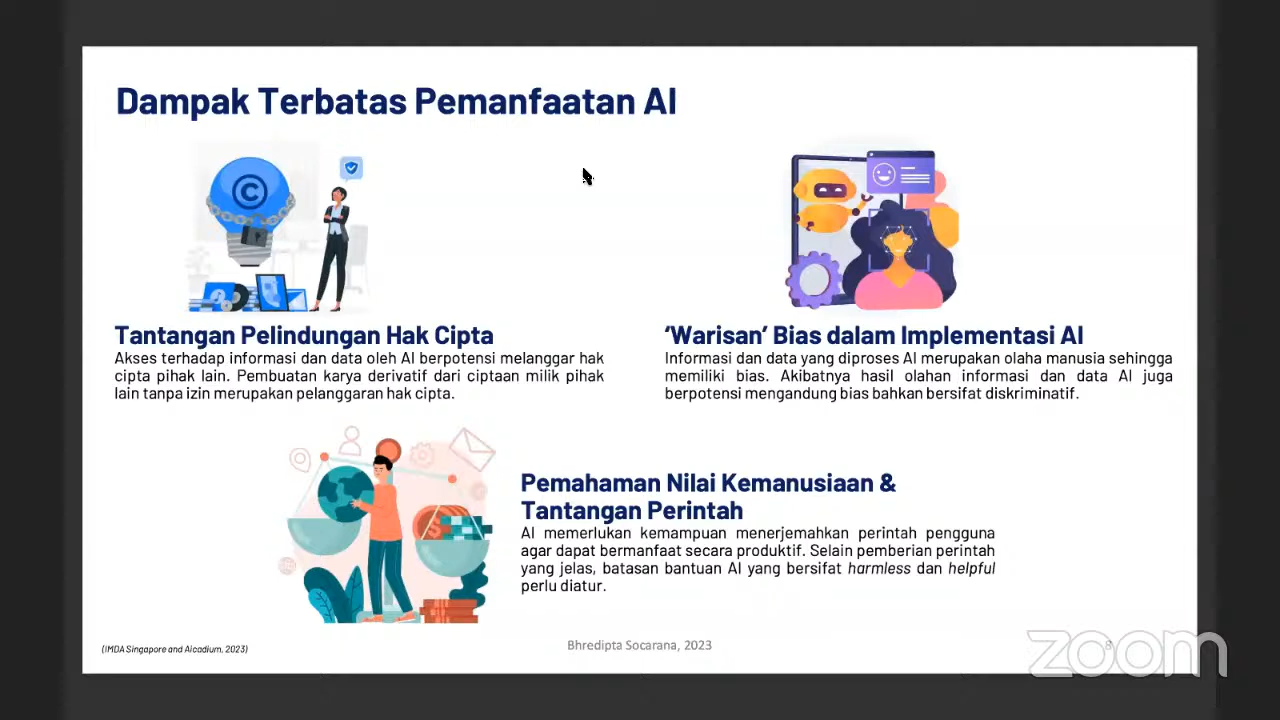 Dampak Terbatas Pemanfaatan AI
Tantangan Pelindungan Hak Cipta
Akses terhadap informasi dan data oleh AI berpotensi melanggar hak
cipta pihak lain. Pembuatan karya derivatif dari ciptaan milik pihak
lain tanpa izin merupakan pelanggaran hak cipta.
‘Warisan’ Bias dalam Implementasi AI
Informasi dan data yang diproses AI merupakan olaha manusia sehingga
memiliki bias. Akibatnya hasil olahan informasi dan data AI juga
berpotensi mengandung bias bahkan bersifat diskriminatif.
Pemahaman Nilai Kemanusiaan &
Tantangan Perintah
AI memerlukan kemampuan menerjemahkan perintah pengguna
agar dapat bermanfaat secara produktif. Selain pemberian perintah
yang jelas, batasan bantuan AI yang bersifat harmless dan helpful
perlu diatur.
(IMDA Singapore and Aicadium, 2023)
Bhredipta Socarana, 2023
8
zoom